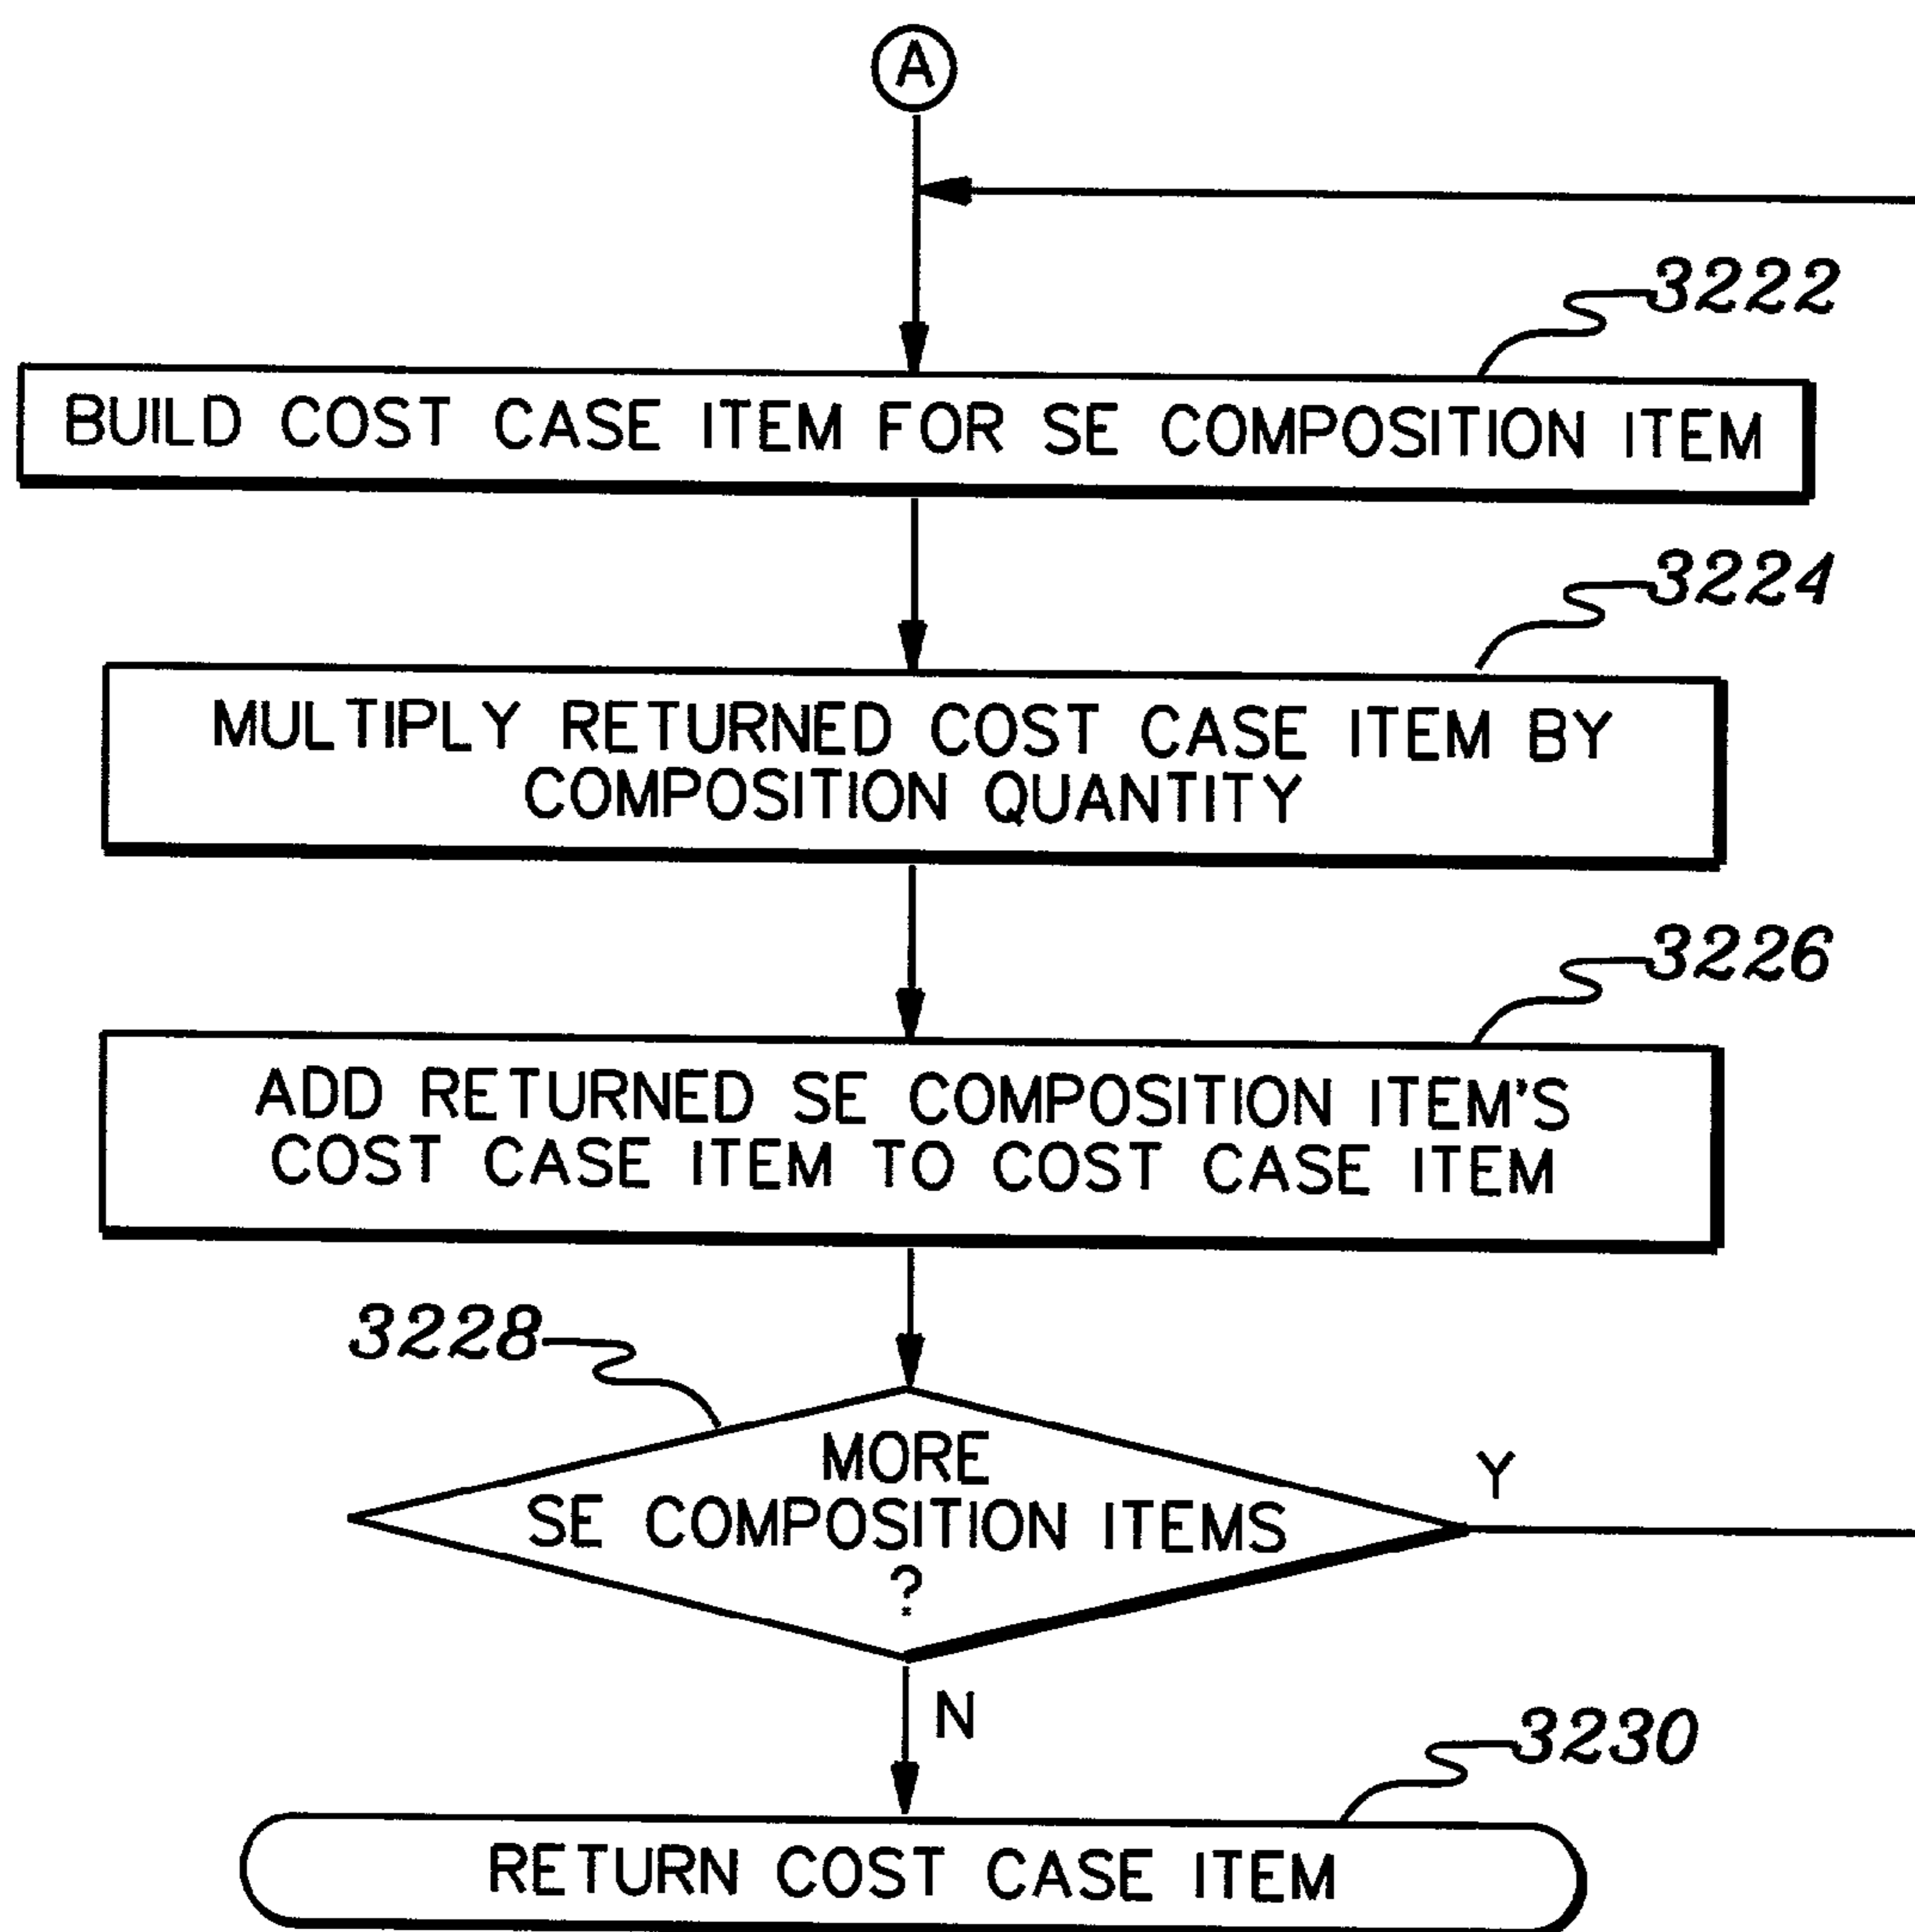 A
3222
BUILD COST CASE ITEM FOR SE COMPOSITION ITEM
3224
MULTIPLY RETURNED COST CASE ITEM BY
COMPOSITION QUANTITY
3226
ADD RETURNED SE COMPOSITION ITEM'S
COST CASE ITEM TO COST CASE ITEM
3228
MORE
SE COMPOSITION ITEMS
?
Y
N
3230
RETURN COST CASE ITEM